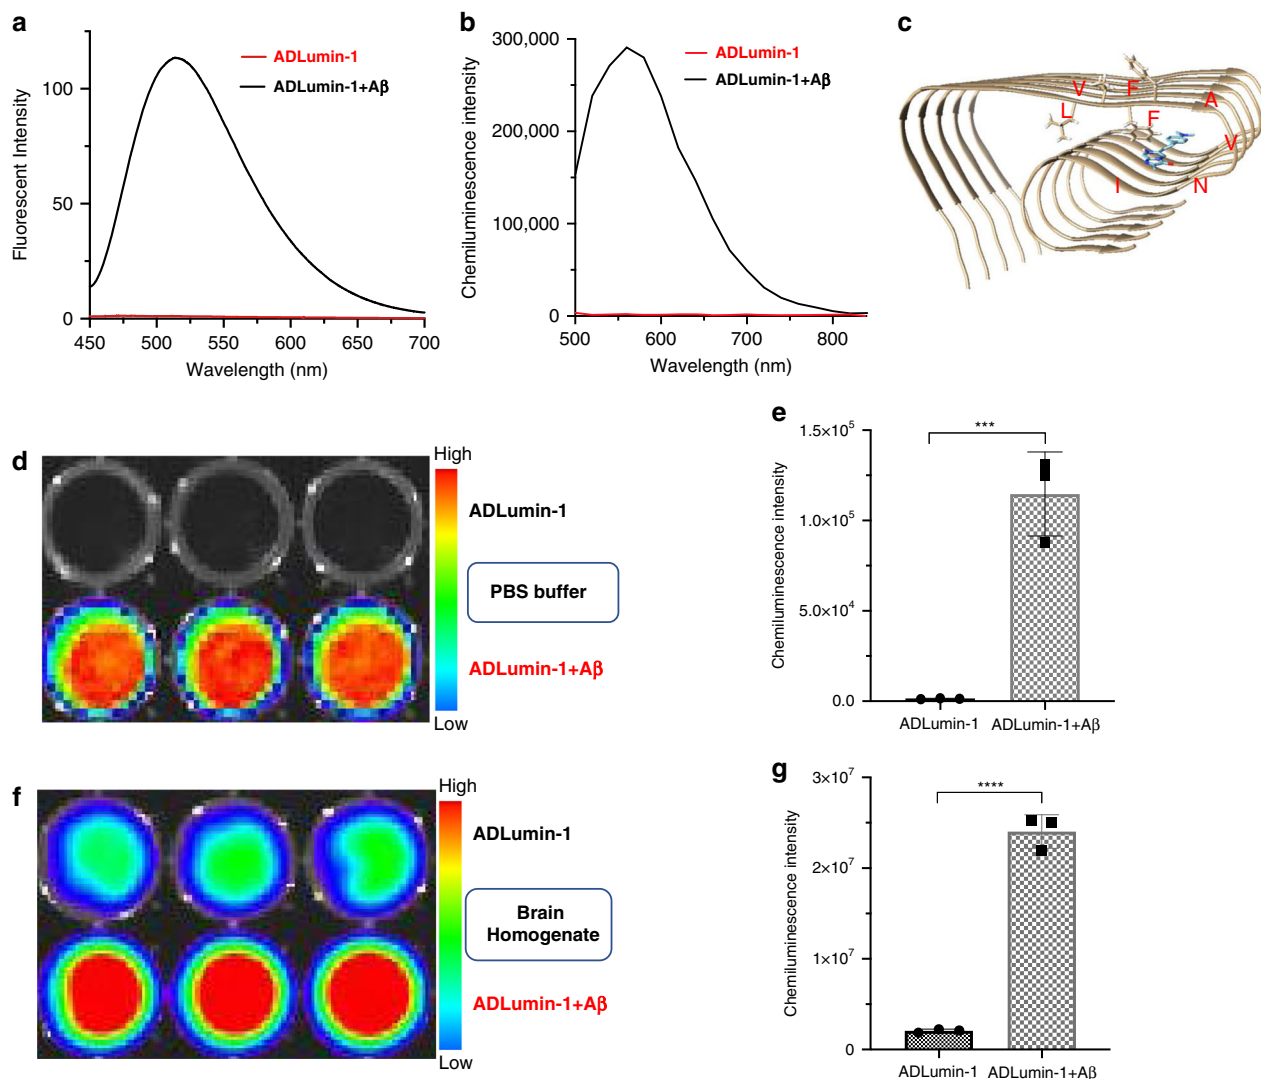 a
ADLumin-1
ADLumin-1+Aβ
Fluorescent Intensity
100
50
0
450 500 550 600 650 700
Wavelength (nm)
b
ADLumin-1
ADLumin-1+Aβ
Chemiluminescence intensity
300,000
200,000
100,000
0
500 600 700 800
Wavelength (nm)
c
V F A
L F V
I N
d
High
ADLumin-1
PBS buffer
ADLumin-1+Aβ
Low
e
Chemiluminescence intensity
1.5×10⁵
1.0×10⁵
5.0×10⁴
0.0
***
ADLumin-1 ADLumin-1+Aβ
f
High
ADLumin-1
Brain
Homogenate
ADLumin-1+Aβ
Low
g
Chemiluminescence intensity
3×10⁷
2×10⁷
1×10⁷
0
****
ADLumin-1 ADLumin-1+Aβ